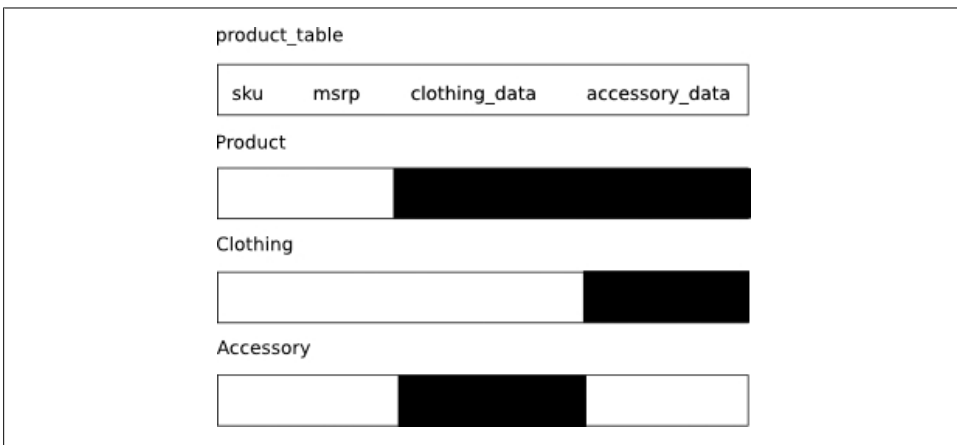 product_table
sku msrp clothing_data accessory_data
Product
Clothing
Accessory